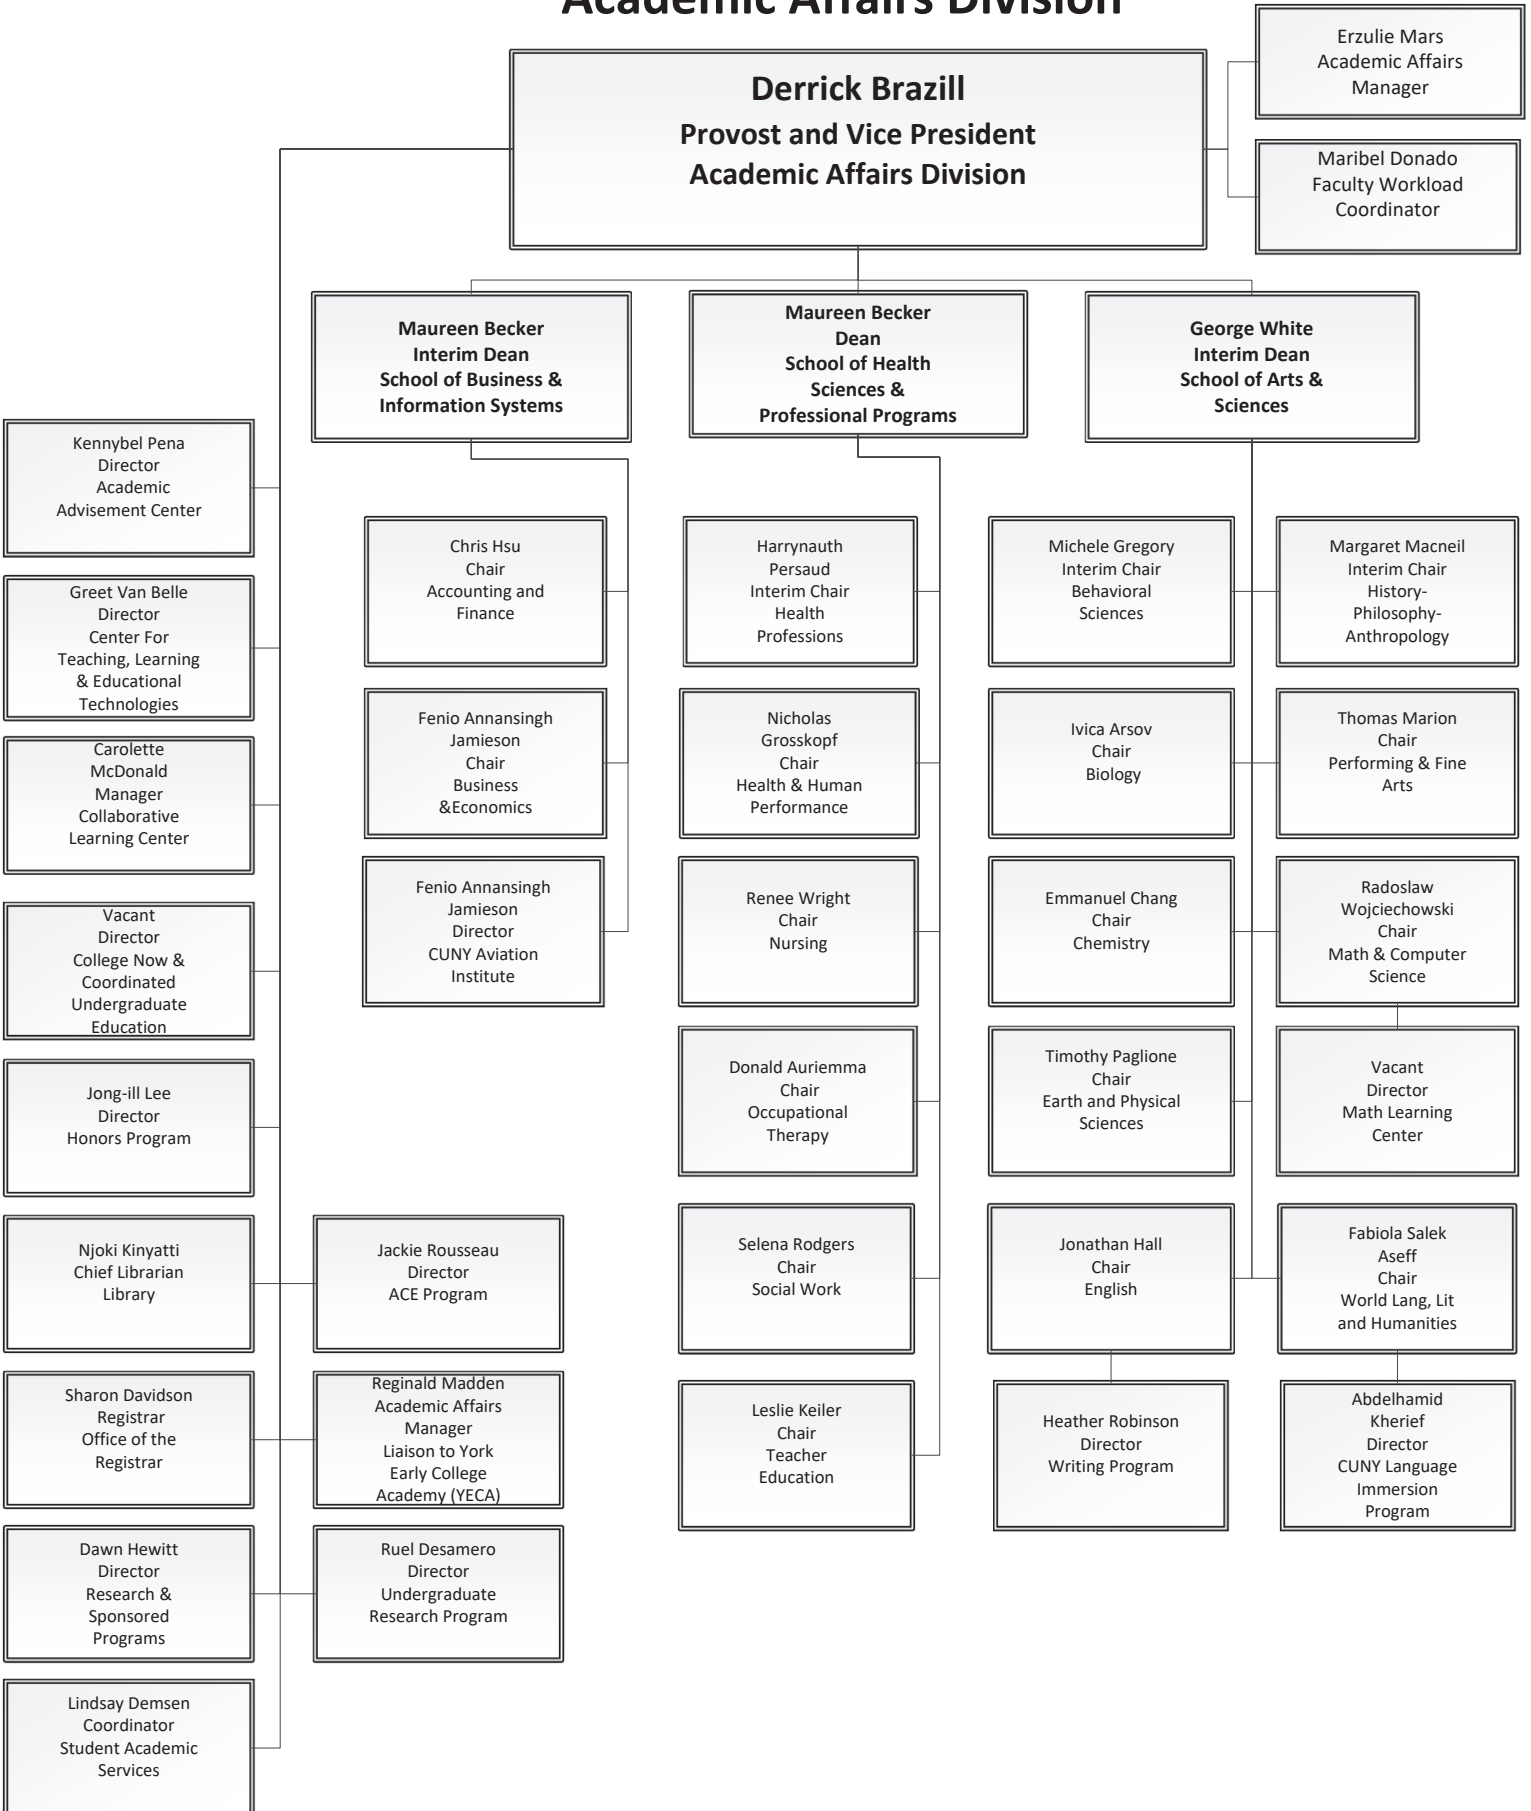 Academic Affairs Division
Erzulie Mars
Academic Affairs
Manager
Derrick Brazill
Provost and Vice President
Academic Affairs Division
Maribel Donado
Faculty Workload
Coordinator
Maureen Becker
Interim Dean
School of Business &
Information Systems
Maureen Becker
Dean
School of Health
Sciences &
Professional Programs
George White
Interim Dean
School of Arts &
Sciences
Kennybel Pena
Director
Academic
Advisement Center
Greet Van Belle
Director
Center For
Teaching, Learning
& Educational
Technologies
Carolette
McDonald
Manager
Collaborative
Learning Center
Vacant
Director
College Now &
Coordinated
Undergraduate
Education
Jong-ill Lee
Director
Honors Program
Njoki Kinyatti
Chief Librarian
Library
Sharon Davidson
Registrar
Office of the
Registrar
Dawn Hewitt
Director
Research &
Sponsored
Programs
Lindsay Demsen
Coordinator
Student Academic
Services
Jackie Rousseau
Director
ACE Program
Reginald Madden
Academic Affairs
Manager
Liaison to York
Early College
Academy (YECA)
Ruel Desamero
Director
Undergraduate
Research Program
Chris Hsu
Chair
Accounting and
Finance
Fenio Annansingh
Jamieson
Chair
Business
&Economics
Fenio Annansingh
Jamieson
Director
CUNY Aviation
Institute
Harrynauth
Persaud
Interim Chair
Health
Professions
Nicholas
Grosskopf
Chair
Health & Human
Performance
Renee Wright
Chair
Nursing
Donald Auriemma
Chair
Occupational
Therapy
Selena Rodgers
Chair
Social Work
Leslie Keiler
Chair
Teacher
Education
Michele Gregory
Interim Chair
Behavioral
Sciences
Ivica Arsov
Chair
Biology
Emmanuel Chang
Chair
Chemistry
Timothy Paglione
Chair
Earth and Physical
Sciences
Jonathan Hall
Chair
English
Heather Robinson
Director
Writing Program
Margaret Macneil
Interim Chair
History-
Philosophy-
Anthropology
Thomas Marion
Chair
Performing & Fine
Arts
Radoslaw
Wojciechowski
Chair
Math & Computer
Science
Vacant
Director
Math Learning
Center
Fabiola Salek
Aseff
Chair
World Lang, Lit
and Humanities
Abdelhamid
Kherief
Director
CUNY Language
Immersion
Program